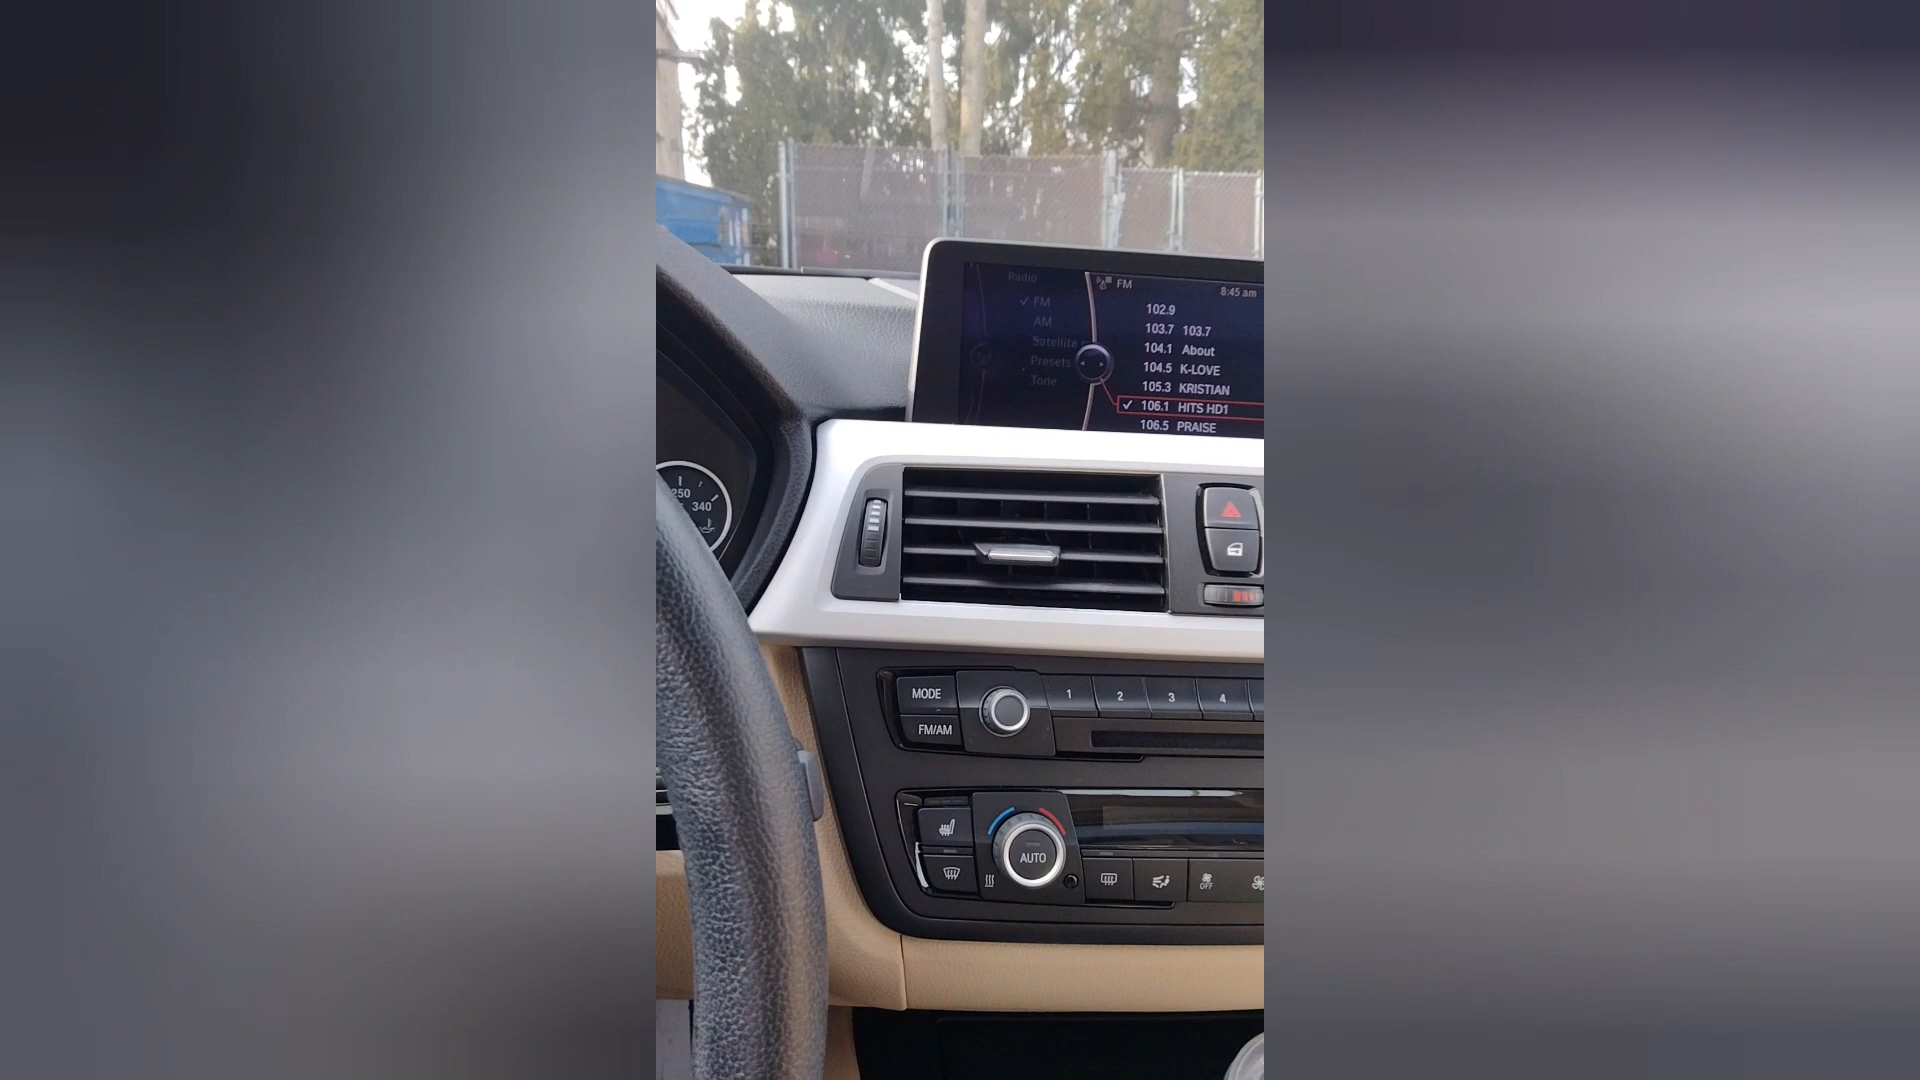 Radio
FM
AM
Satellite
Presets
Tone
FM
8:45 am
102.9
103.7 103.7
104.1 About
104.5 K-LOVE
105.3 KRISTIAN
106.1 HITS HD1
106.5 PRAISE
250
340
MODE
FM/AM
1
2
3
4
AUTO
OFF